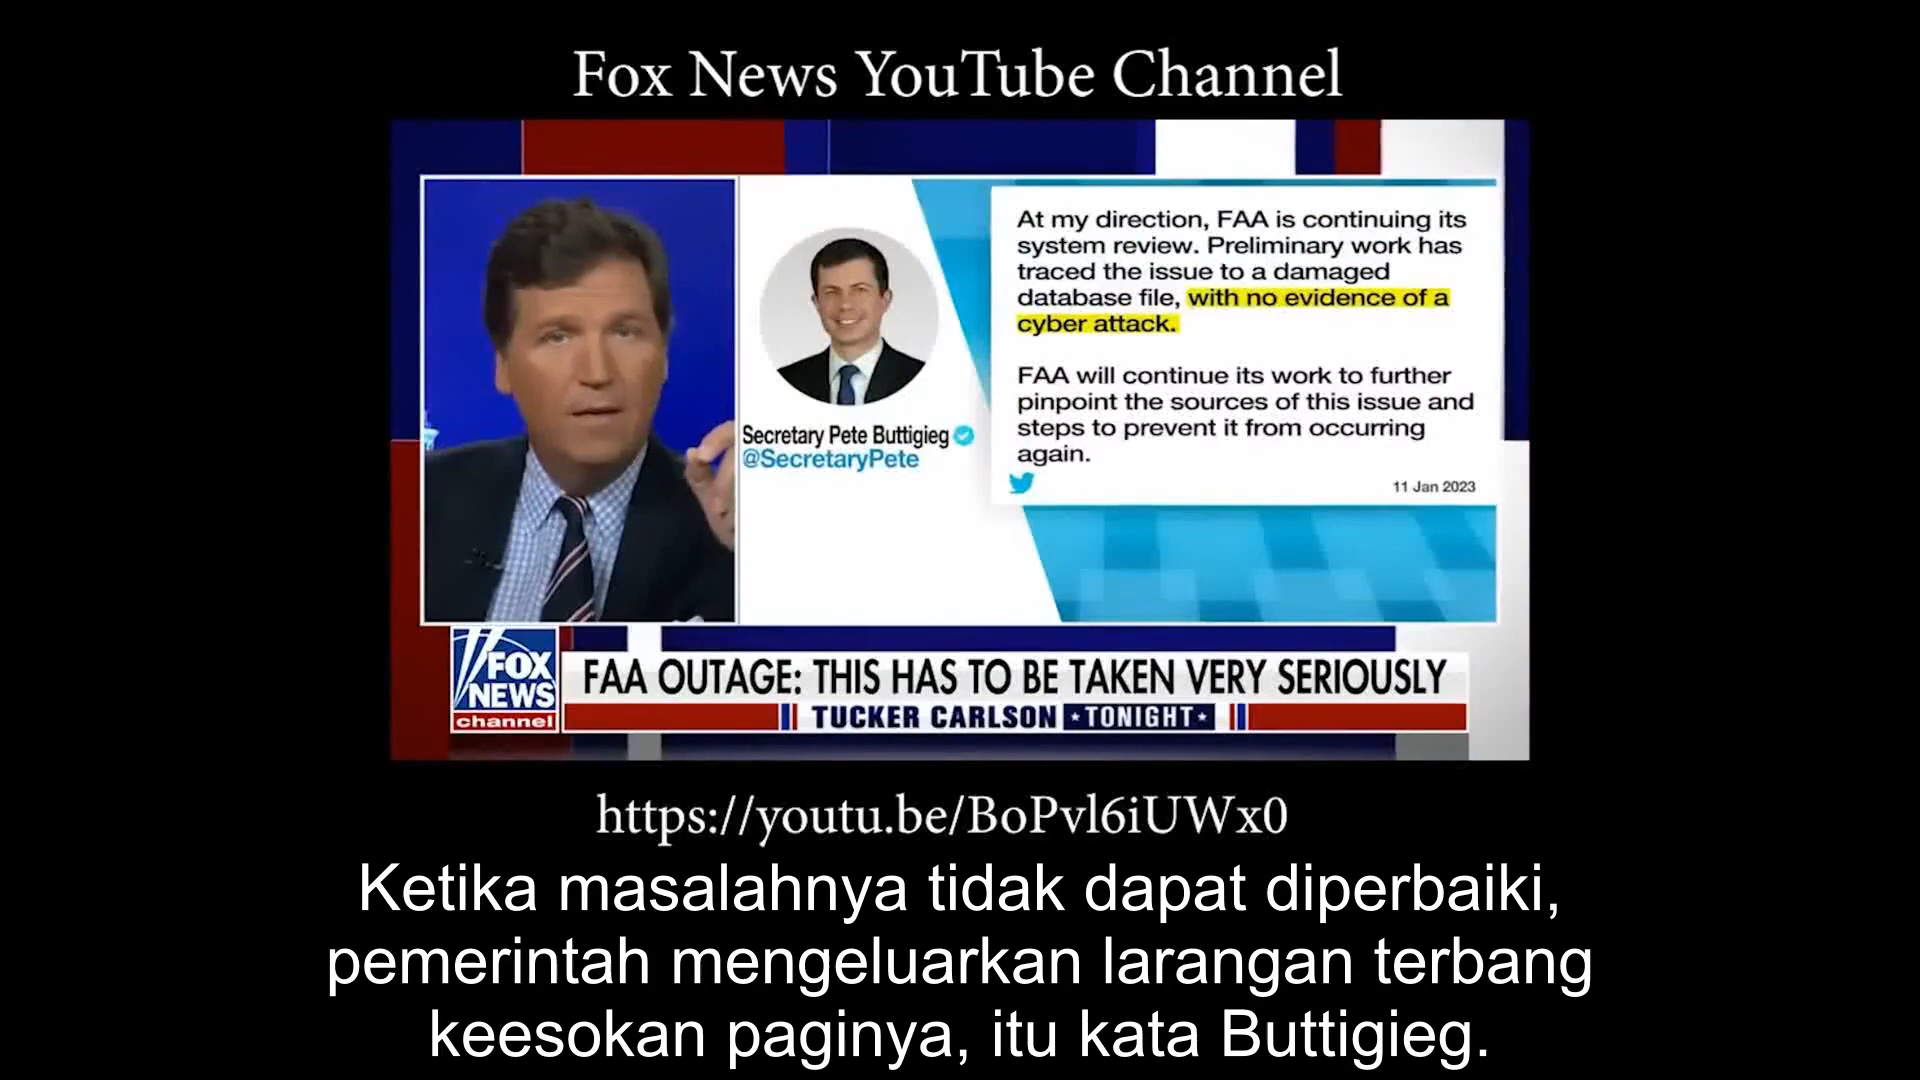 Fox News YouTube Channel
At my direction, FAA is continuing its
system review. Preliminary work has
traced the issue to a damaged
database file, with no evidence of a
cyber attack.
FAA will continue its work to further
pinpoint the sources of this issue and
steps to prevent it from occurring
again.
11 Jan 2023
Secretary Pete Buttigieg
@SecretaryPete
FOX
NEWS
channel
FAA OUTAGE: THIS HAS TO BE TAKEN VERY SERIOUSLY
TUCKER CARLSON TONIGHT
https://youtu.be/BoPvl6iUWx0
Ketika masalahnya tidak dapat diperbaiki,
pemerintah mengeluarkan larangan terbang
keesokan paginya, itu kata Buttigieg.